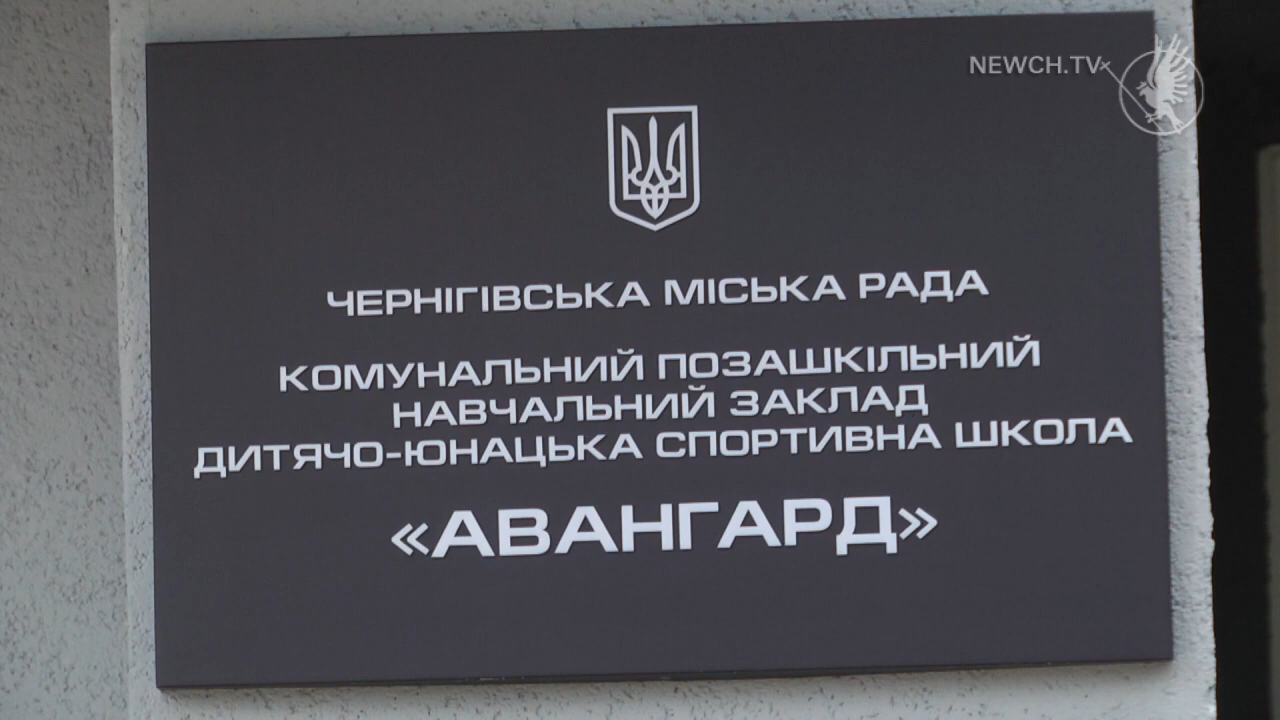 NEWCH.TV
ЧЕРНІГІВСЬКА МІСЬКА РАДА
КОМУНАЛЬНИЙ ПОЗАШКІЛЬНИЙ
НАВЧАЛЬНИЙ ЗАКЛАД
ДИТЯЧО-ЮНАЦЬКА СПОРТИВНА ШКОЛА
«АВАНГАРД»